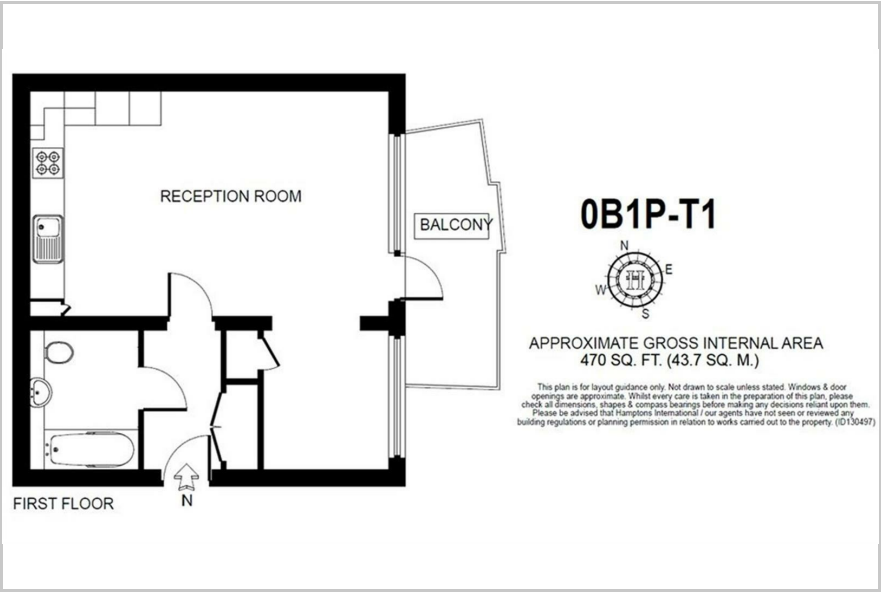 RECEPTION ROOM
BALCONY
0B1P-T1
N
E
W
S
H
APPROXIMATE GROSS INTERNAL AREA
470 SQ. FT. (43.7 SQ. M.)
This plan is for layout guidance only. Not drawn to scale unless stated. Windows & door
openings are approximate. Whilst every care is taken in the preparation of this plan, please
check all dimensions, shapes & compass bearings before making any decisions reliant upon them.
Please be advised that Hamptons International / our agents have not seen or reviewed any
building regulations or planning permission in relation to works carried out to the property. (ID130497)
N
FIRST FLOOR